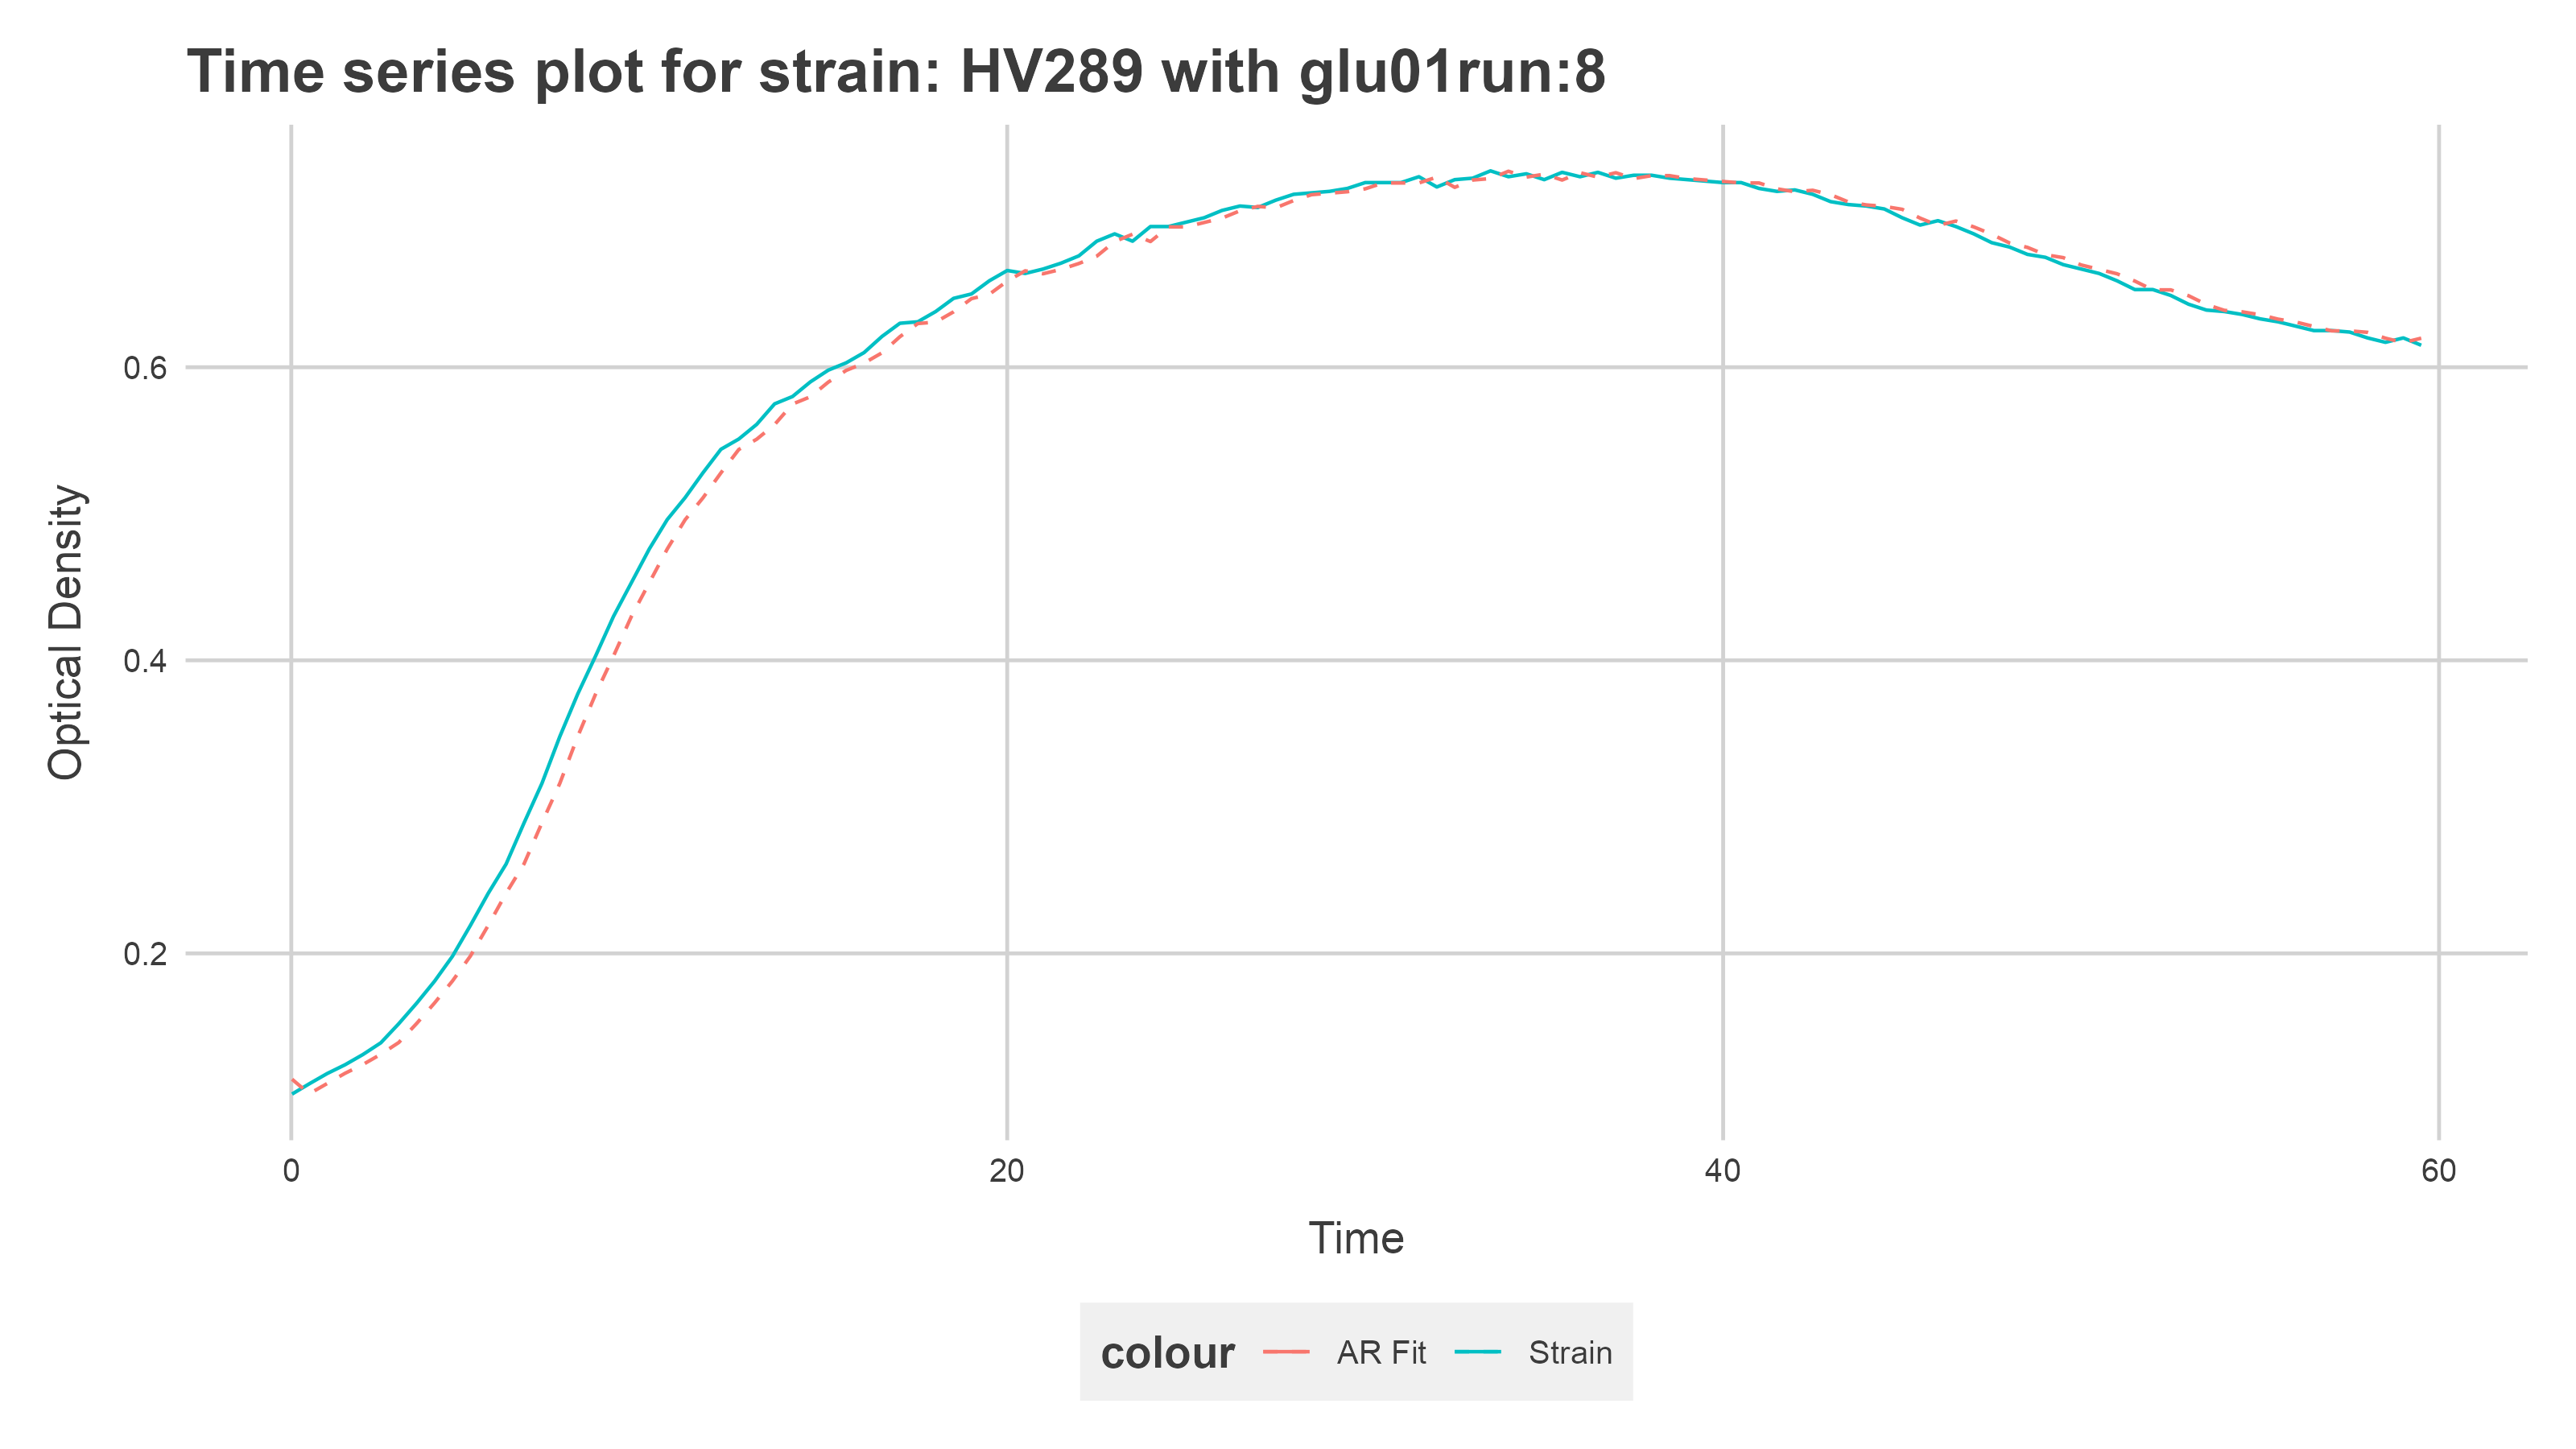 Time series plot for strain: HV289 with glu01run:8
Optical Density
0.6
0.4
0.2
0 20 40 60
Time
colour AR Fit Strain